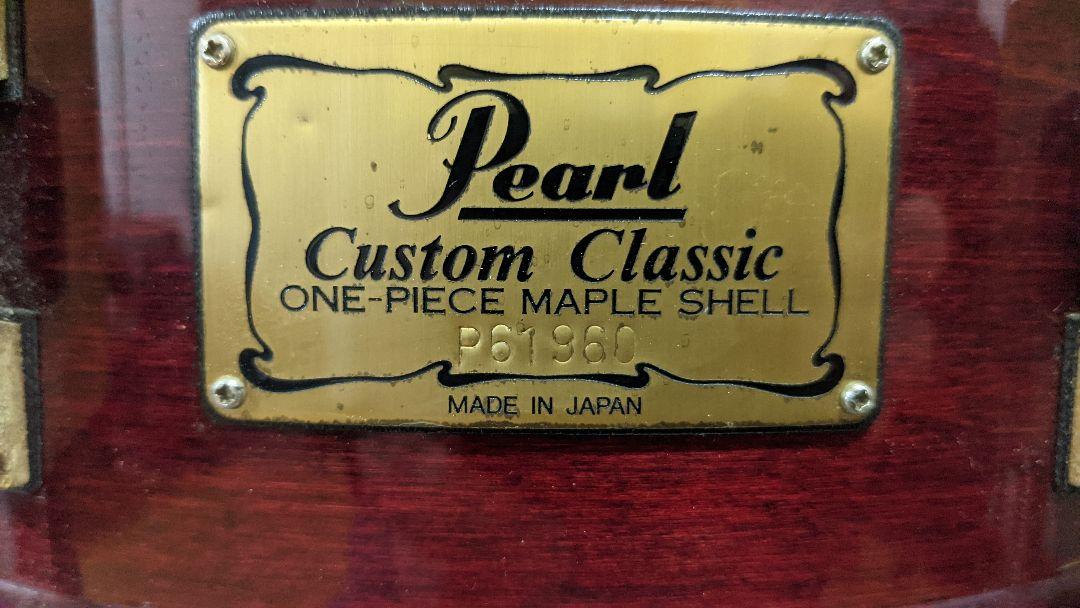 Pearl
Custom Classic
ONE-PIECE MAPLE SHELL
P61960
MADE IN JAPAN